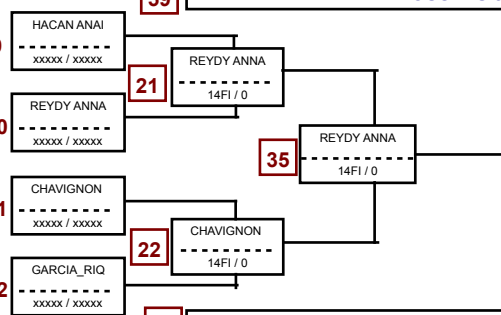 HACAN ANAI
xxxxx / xxxxx
REYDY ANNA
14FI / 0
21
REYDY ANNA
xxxxx / xxxxx
REYDY ANNA
14FI / 0
35
CHAVIGNON
xxxxx / xxxxx
CHAVIGNON
14FI / 0
22
GARCIA_RIQ
xxxxx / xxxxx